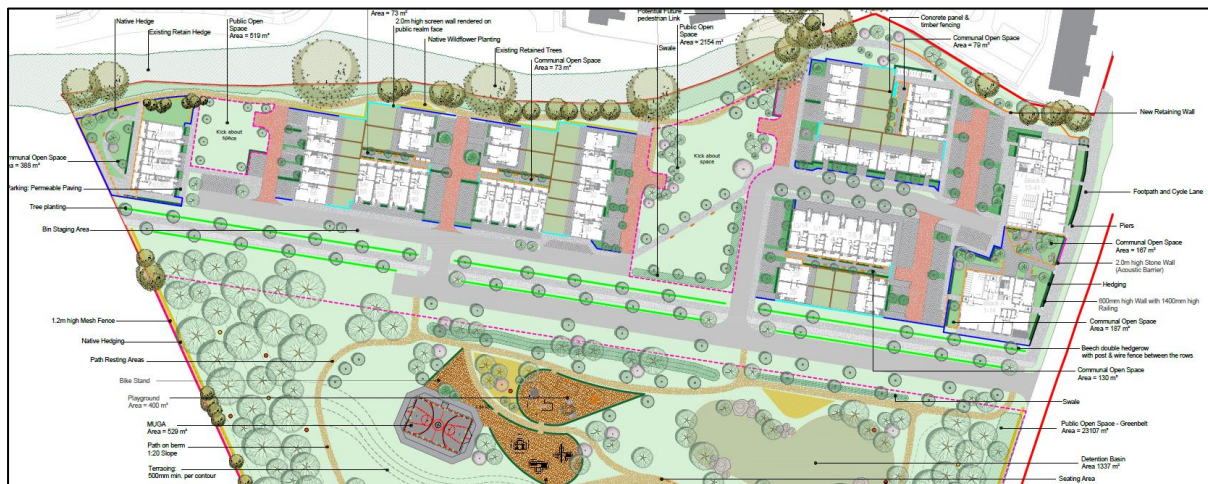 Native Hedge
Existing Retain Hedge
Public Open
Space
Area = 519 m²
Area = 73 m²
2.0m high screen wall rendered on
public realm face
Native Wildflower Planting
Existing Retained Trees
Communal Open Space
Area = 73 m²
Potential Future
pedestrian Link
Public Open
Space
Area = 2154 m²
Swale
Concrete panel &
timber fencing
Communal Open Space
Area = 79 m²
New Retaining Wall
Footpath and Cycle Lane
Piers
Communal Open Space
Area = 167 m²
2.0m high Stone Wall
(Acoustic Barrier)
Hedging
600mm high Wall with 1400mm high
Railing
Communal Open Space
Area = 187 m²
Beech double hedgerow
with post & wire fence between the rows
Communal Open Space
Area = 130 m²
Swale
Public Open Space - Greenbelt
Area = 23107 m²
Detention Basin
Area 1337 m²
Seating Area
Kick about
space
Kick about
space
Communal Open Space
= 388 m²
Parking: Permeable Paving
Tree planting
Bin Staging Area
1.2m high Mesh Fence
Native Hedging
Path Resting Areas
Bike Stand
Playground
Area = 400 m²
MUGA
Area = 529 m²
Path on berm
1:20 Slope
Terracing:
500mm min. per contour